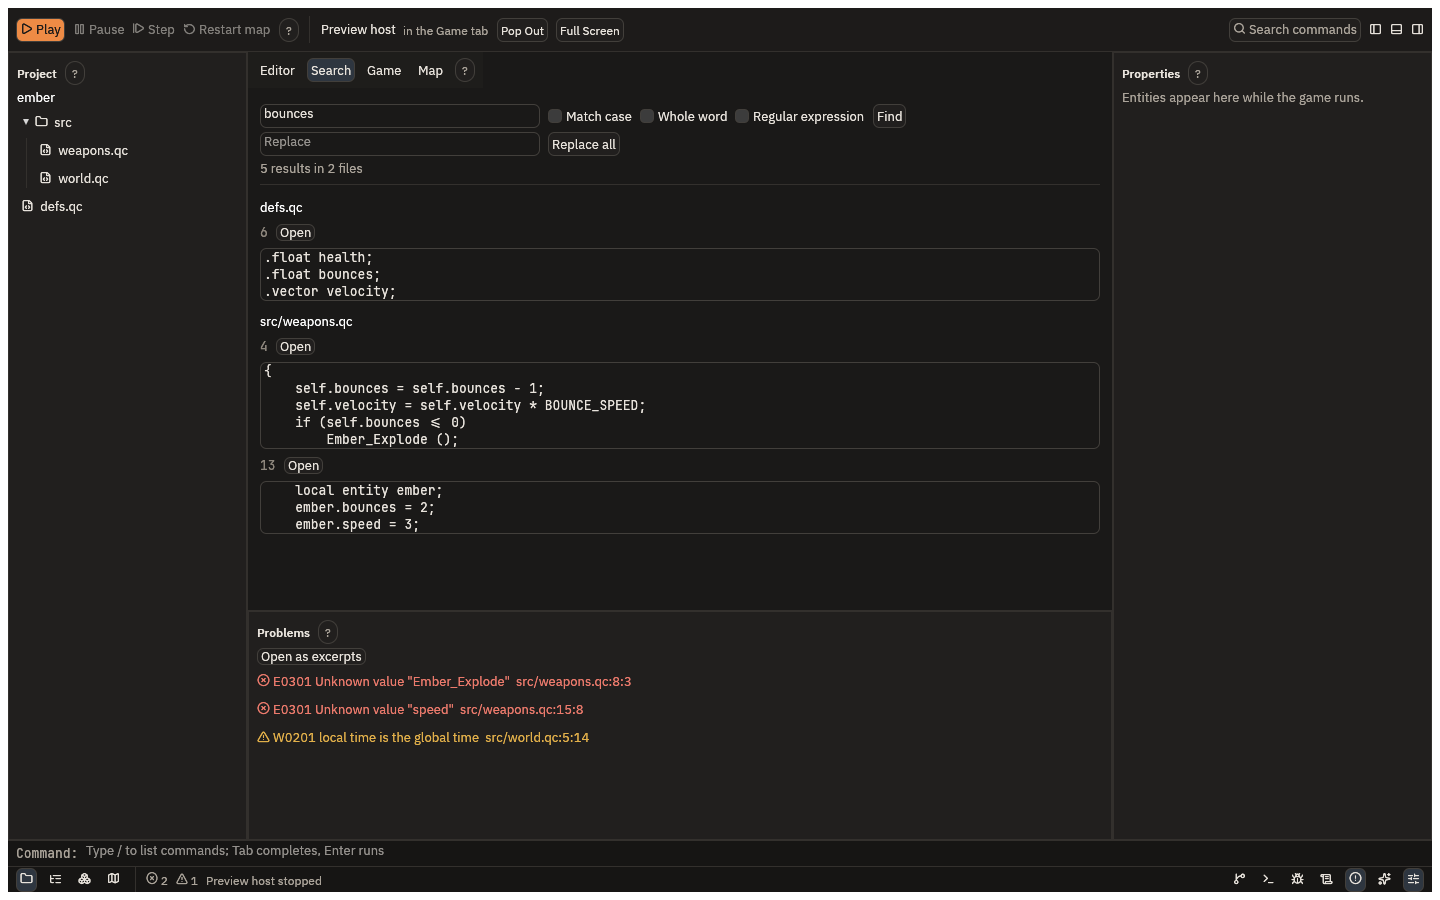 Play Pause Step Restart map ? Preview host in the Game tab Pop Out Full Screen Search commands
Project ?
ember
src
weapons.qc
world.qc
defs.qc
Editor Search Game Map ?
bounces Match case Whole word Regular expression Find
Replace Replace all
5 results in 2 files
defs.qc
6 Open
.float health;
.float bounces;
.vector velocity;
src/weapons.qc
4 Open
{
self.bounces = self.bounces - 1;
self.velocity = self.velocity * BOUNCE_SPEED;
if (self.bounces <= 0)
Ember_Explode ();
13 Open
local entity ember;
ember.bounces = 2;
ember.speed = 3;
Properties ?
Entities appear here while the game runs.
Problems ?
Open as excerpts
E0301 Unknown value "Ember_Explode" src/weapons.qc:8:3
E0301 Unknown value "speed" src/weapons.qc:15:8
W0201 local time is the global time src/world.qc:5:14
Command: Type / to list commands; Tab completes, Enter runs
2 1 Preview host stopped